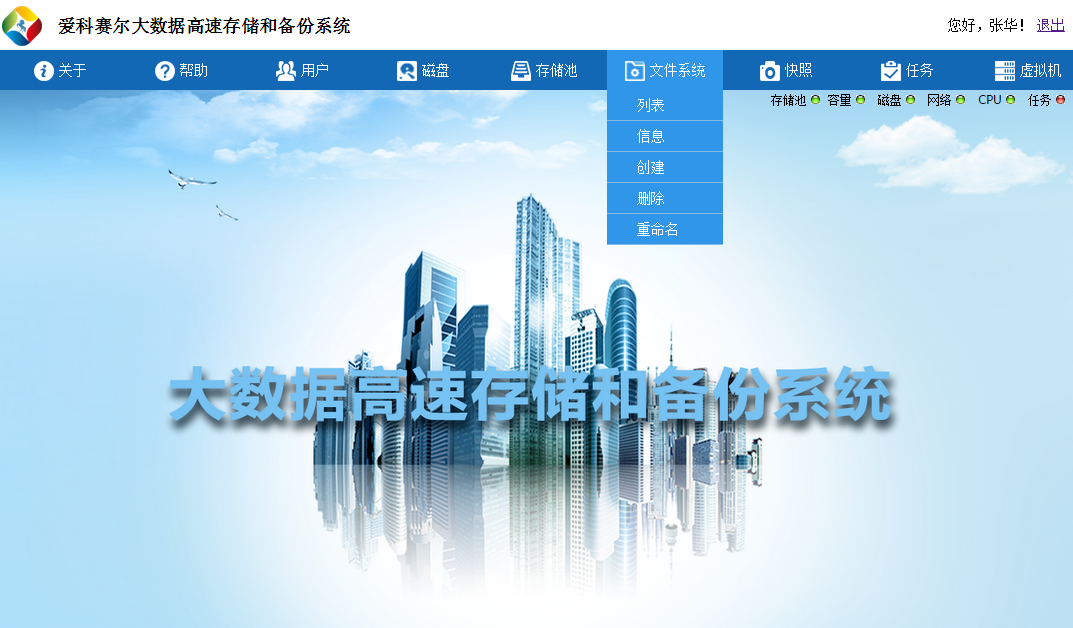 爱科赛尔大数据高速存储和备份系统
您好，张华！ 退出
关于 帮助 用户 磁盘 存储池 文件系统 快照 任务 虚拟机
存储池 容量 磁盘 网络 CPU 任务
列表
信息
创建
删除
重命名
大数据高速存储和备份系统